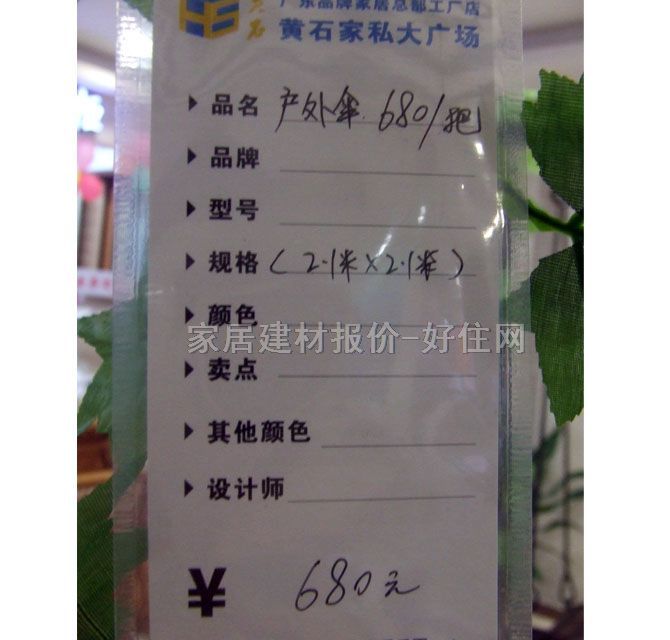 广东品牌家居总部工厂店
黄石家私大广场
品名 户外伞 680/把
品牌
型号
规格 (2.1米×2.1米)
颜色
家居建材报价-好住网
卖点
其他颜色
设计师
¥ 680元